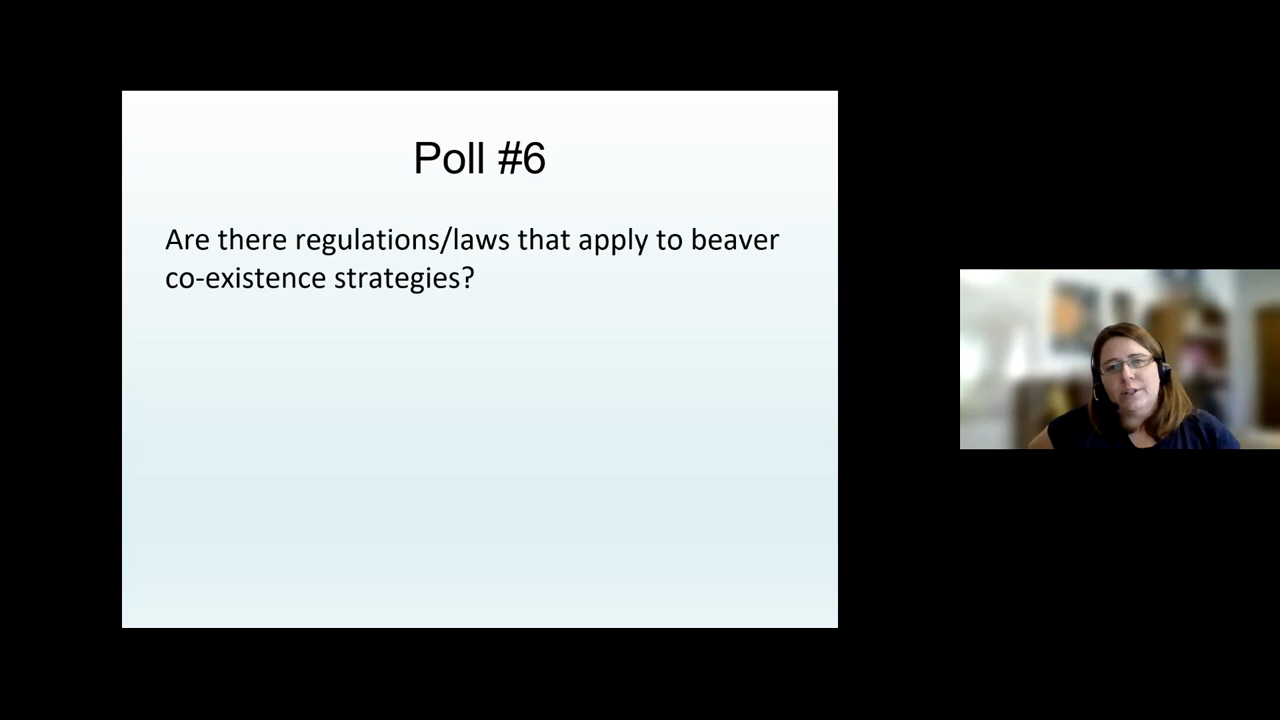 Poll #6
Are there regulations/laws that apply to beaver
co-existence strategies?